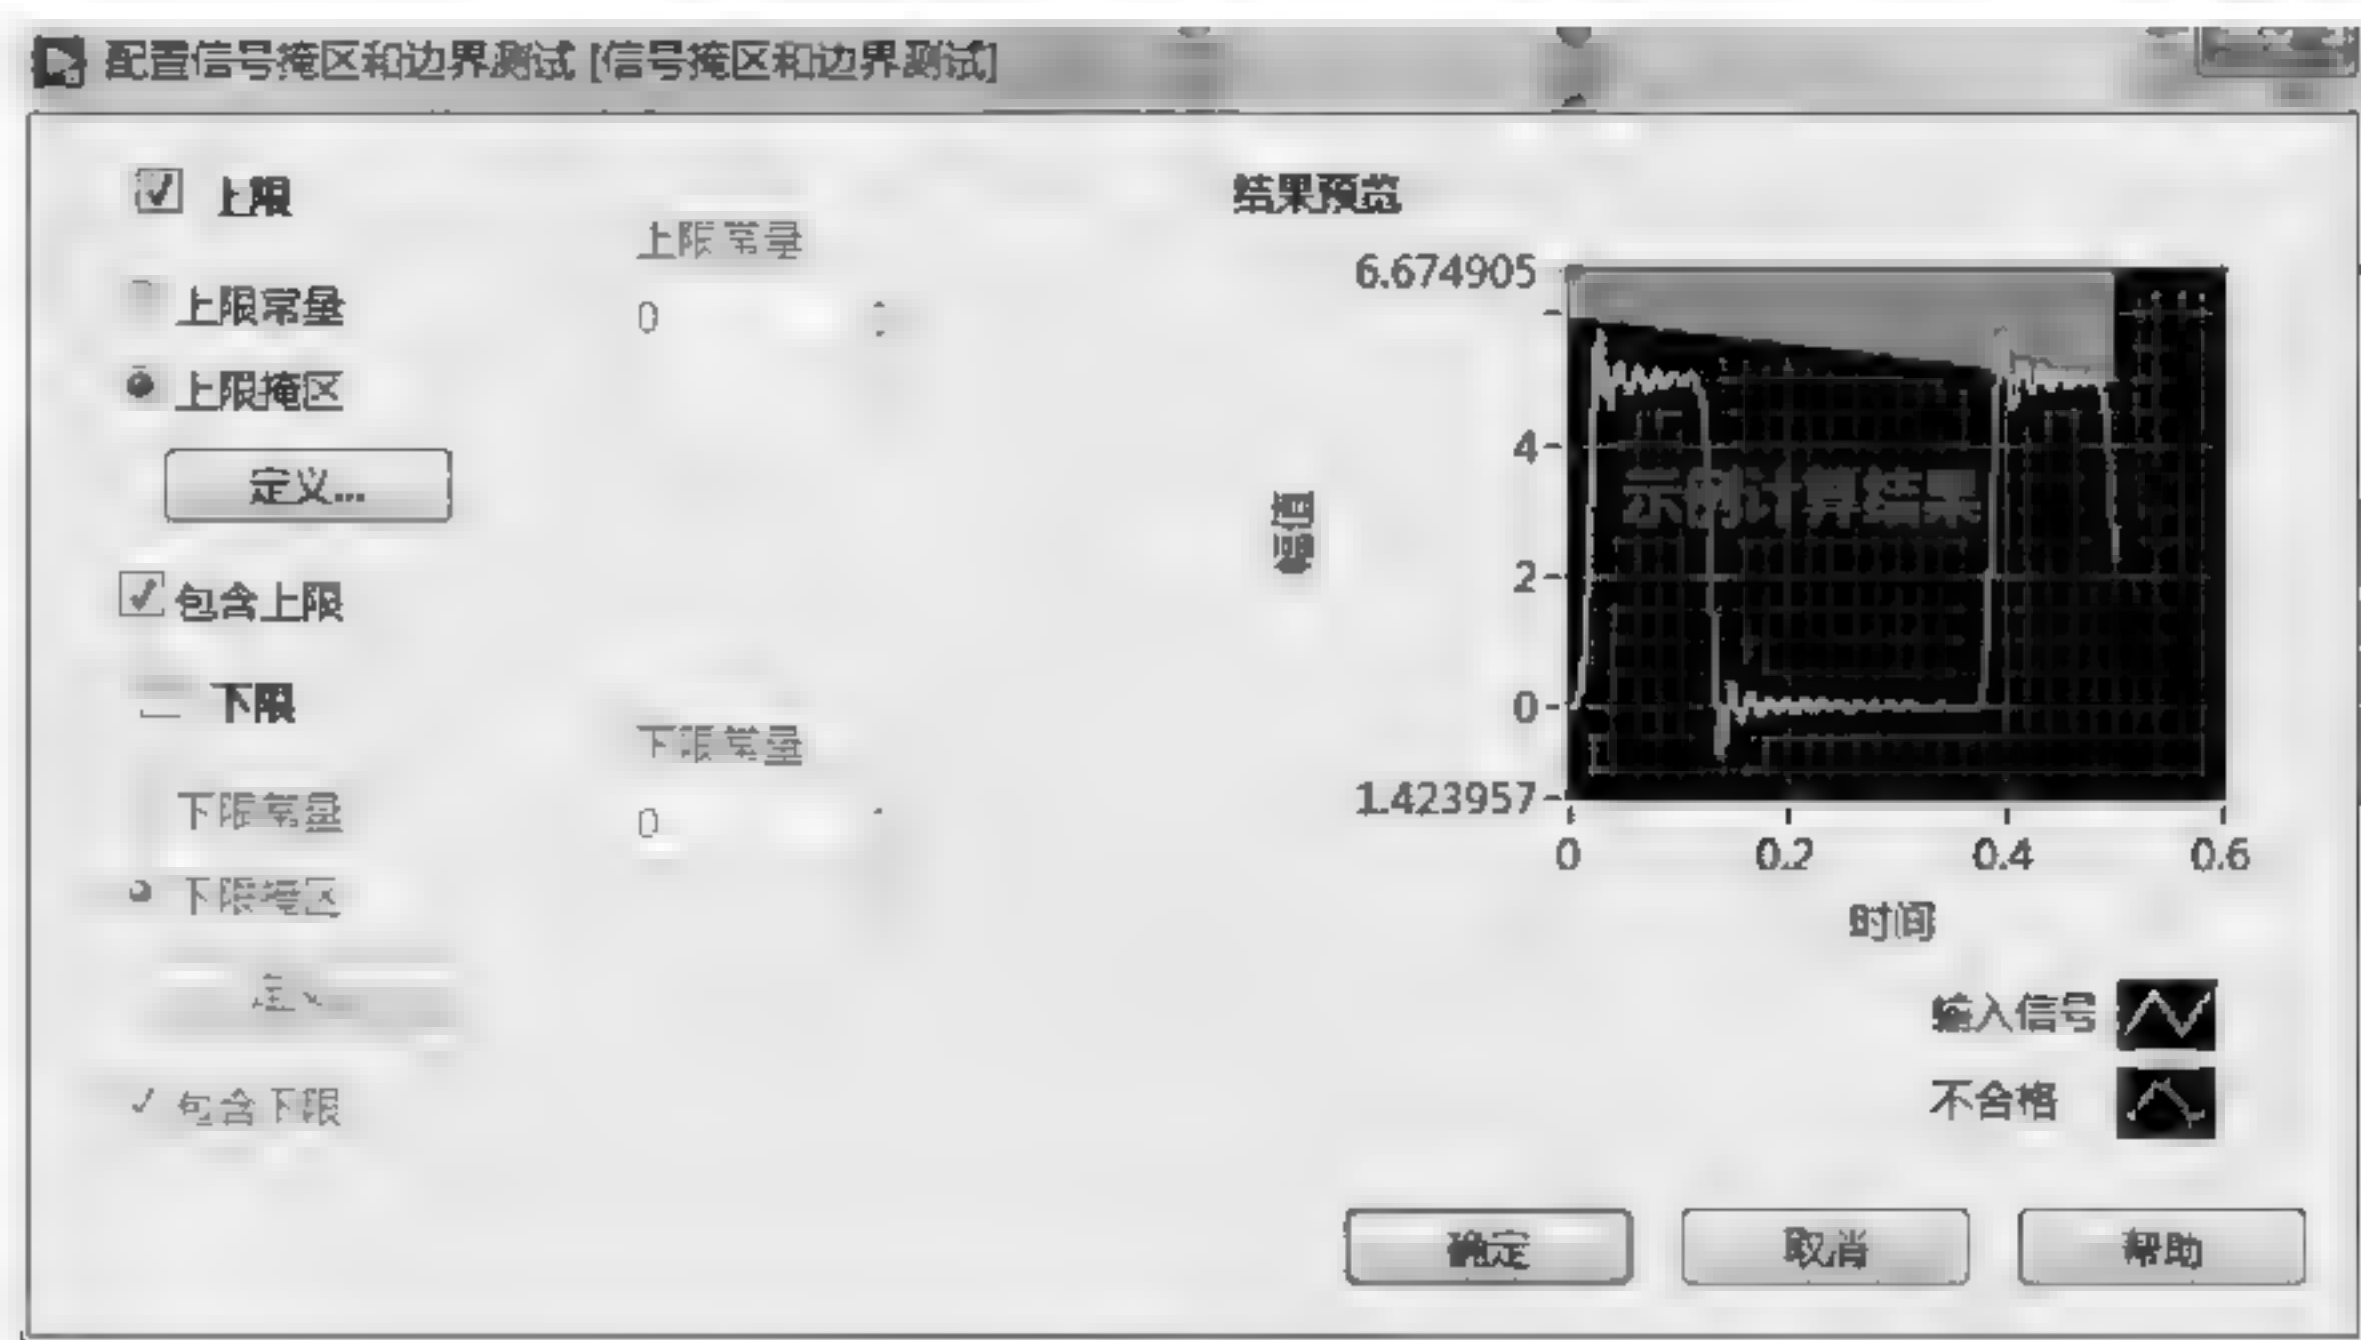 配置信号掩区和边界测试 [信号掩区和边界测试]
上限
上限常量
0
上限常量
上限掩区
定义...
包含上限
下限
下限常量
0
下限常量
下限掩区
定义
包含下限
结果预览
6.674905
4
2
0
1.423957
幅值
示例计算结果
0 0.2 0.4 0.6
时间
输入信号
不合格
确定 取消 帮助